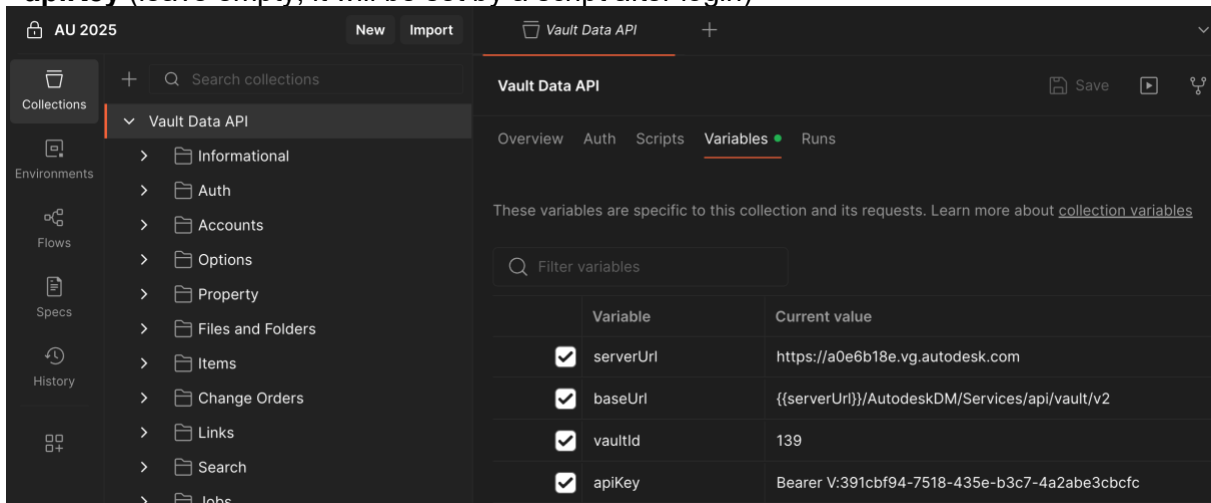 apiKey (leave empty, it will be set by a script after login)
AU 2025
New
Import
Vault Data API
Search collections
Collections
Environments
Flows
Specs
History
Vault Data API
Informational
Auth
Accounts
Options
Property
Files and Folders
Items
Change Orders
Links
Search
Jobs
Vault Data API
Save
Overview Auth Scripts Variables Runs
These variables are specific to this collection and its requests. Learn more about collection variables
Filter variables
Variable Current value
serverUrl https://a0e6b18e.vg.autodesk.com
baseUrl {{serverUrl}}/AutodeskDM/Services/api/vault/v2
vaultId 139
apiKey Bearer V:391cbf94-7518-435e-b3c7-4a2abe3cbcfc